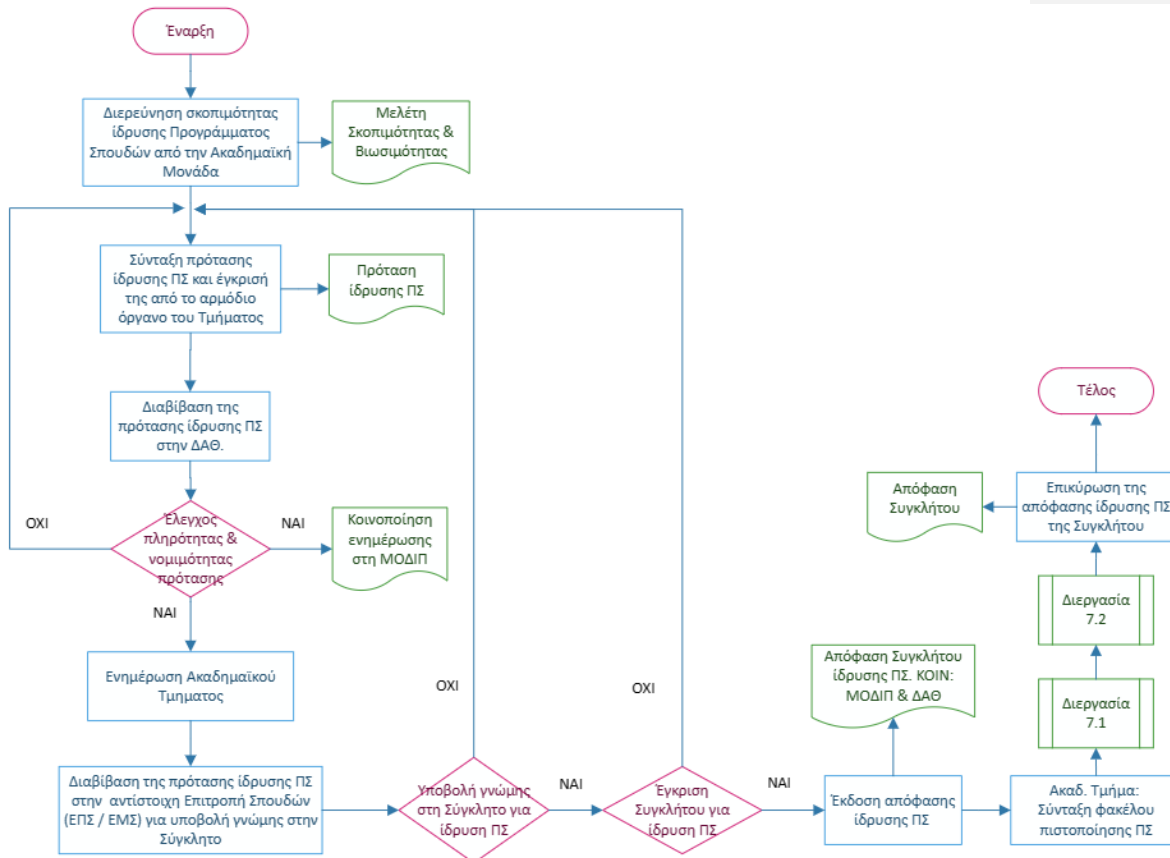 Έναρξη
Διερεύνηση σκοπιμότητας
ίδρυσης Προγράμματος
Σπουδών από την Ακαδημαϊκή
Μονάδα
Μελέτη
Σκοπιμότητας &
Βιωσιμότητας
Σύνταξη πρότασης
ίδρυσης ΠΣ και έγκρισή
της από το αρμόδιο
όργανο του Τμήματος
Πρόταση
ίδρυσης ΠΣ
Διαβίβαση της
πρότασης ίδρυσης ΠΣ
στην ΔΑΘ.
ΟΧΙ
Έλεγχος
πληρότητας &
νομιμότητας
πρότασης
ΝΑΙ
Κοινοποίηση
ενημέρωσης
στη ΜΟΔΙΠ
ΝΑΙ
Ενημέρωση Ακαδημαϊκού
Τμηματος
Διαβίβαση της πρότασης ίδρυσης ΠΣ
στην αντίστοιχη Επιτροπή Σπουδών
(ΕΠΣ / ΕΜΣ) για υποβολή γνώμης στην
Σύγκλητο
ΟΧΙ
Υποβολή γνώμης
στη Σύγκλητο για
ίδρυση ΠΣ
ΝΑΙ
ΟΧΙ
Έγκριση
Συγκλήτου για
ίδρυση ΠΣ
ΝΑΙ
Απόφαση Συγκλήτου
ίδρυσης ΠΣ. ΚΟΙΝ:
ΜΟΔΙΠ & ΔΑΘ
Έκδοση απόφασης
ίδρυσης ΠΣ
Ακαδ. Τμήμα:
Σύνταξη φακέλου
πιστοποίησης ΠΣ
Διεργασία
7.1
Διεργασία
7.2
Επικύρωση της
απόφασης ίδρυσης ΠΣ
της Συγκλήτου
Απόφαση
Συγκλήτου
Τέλος